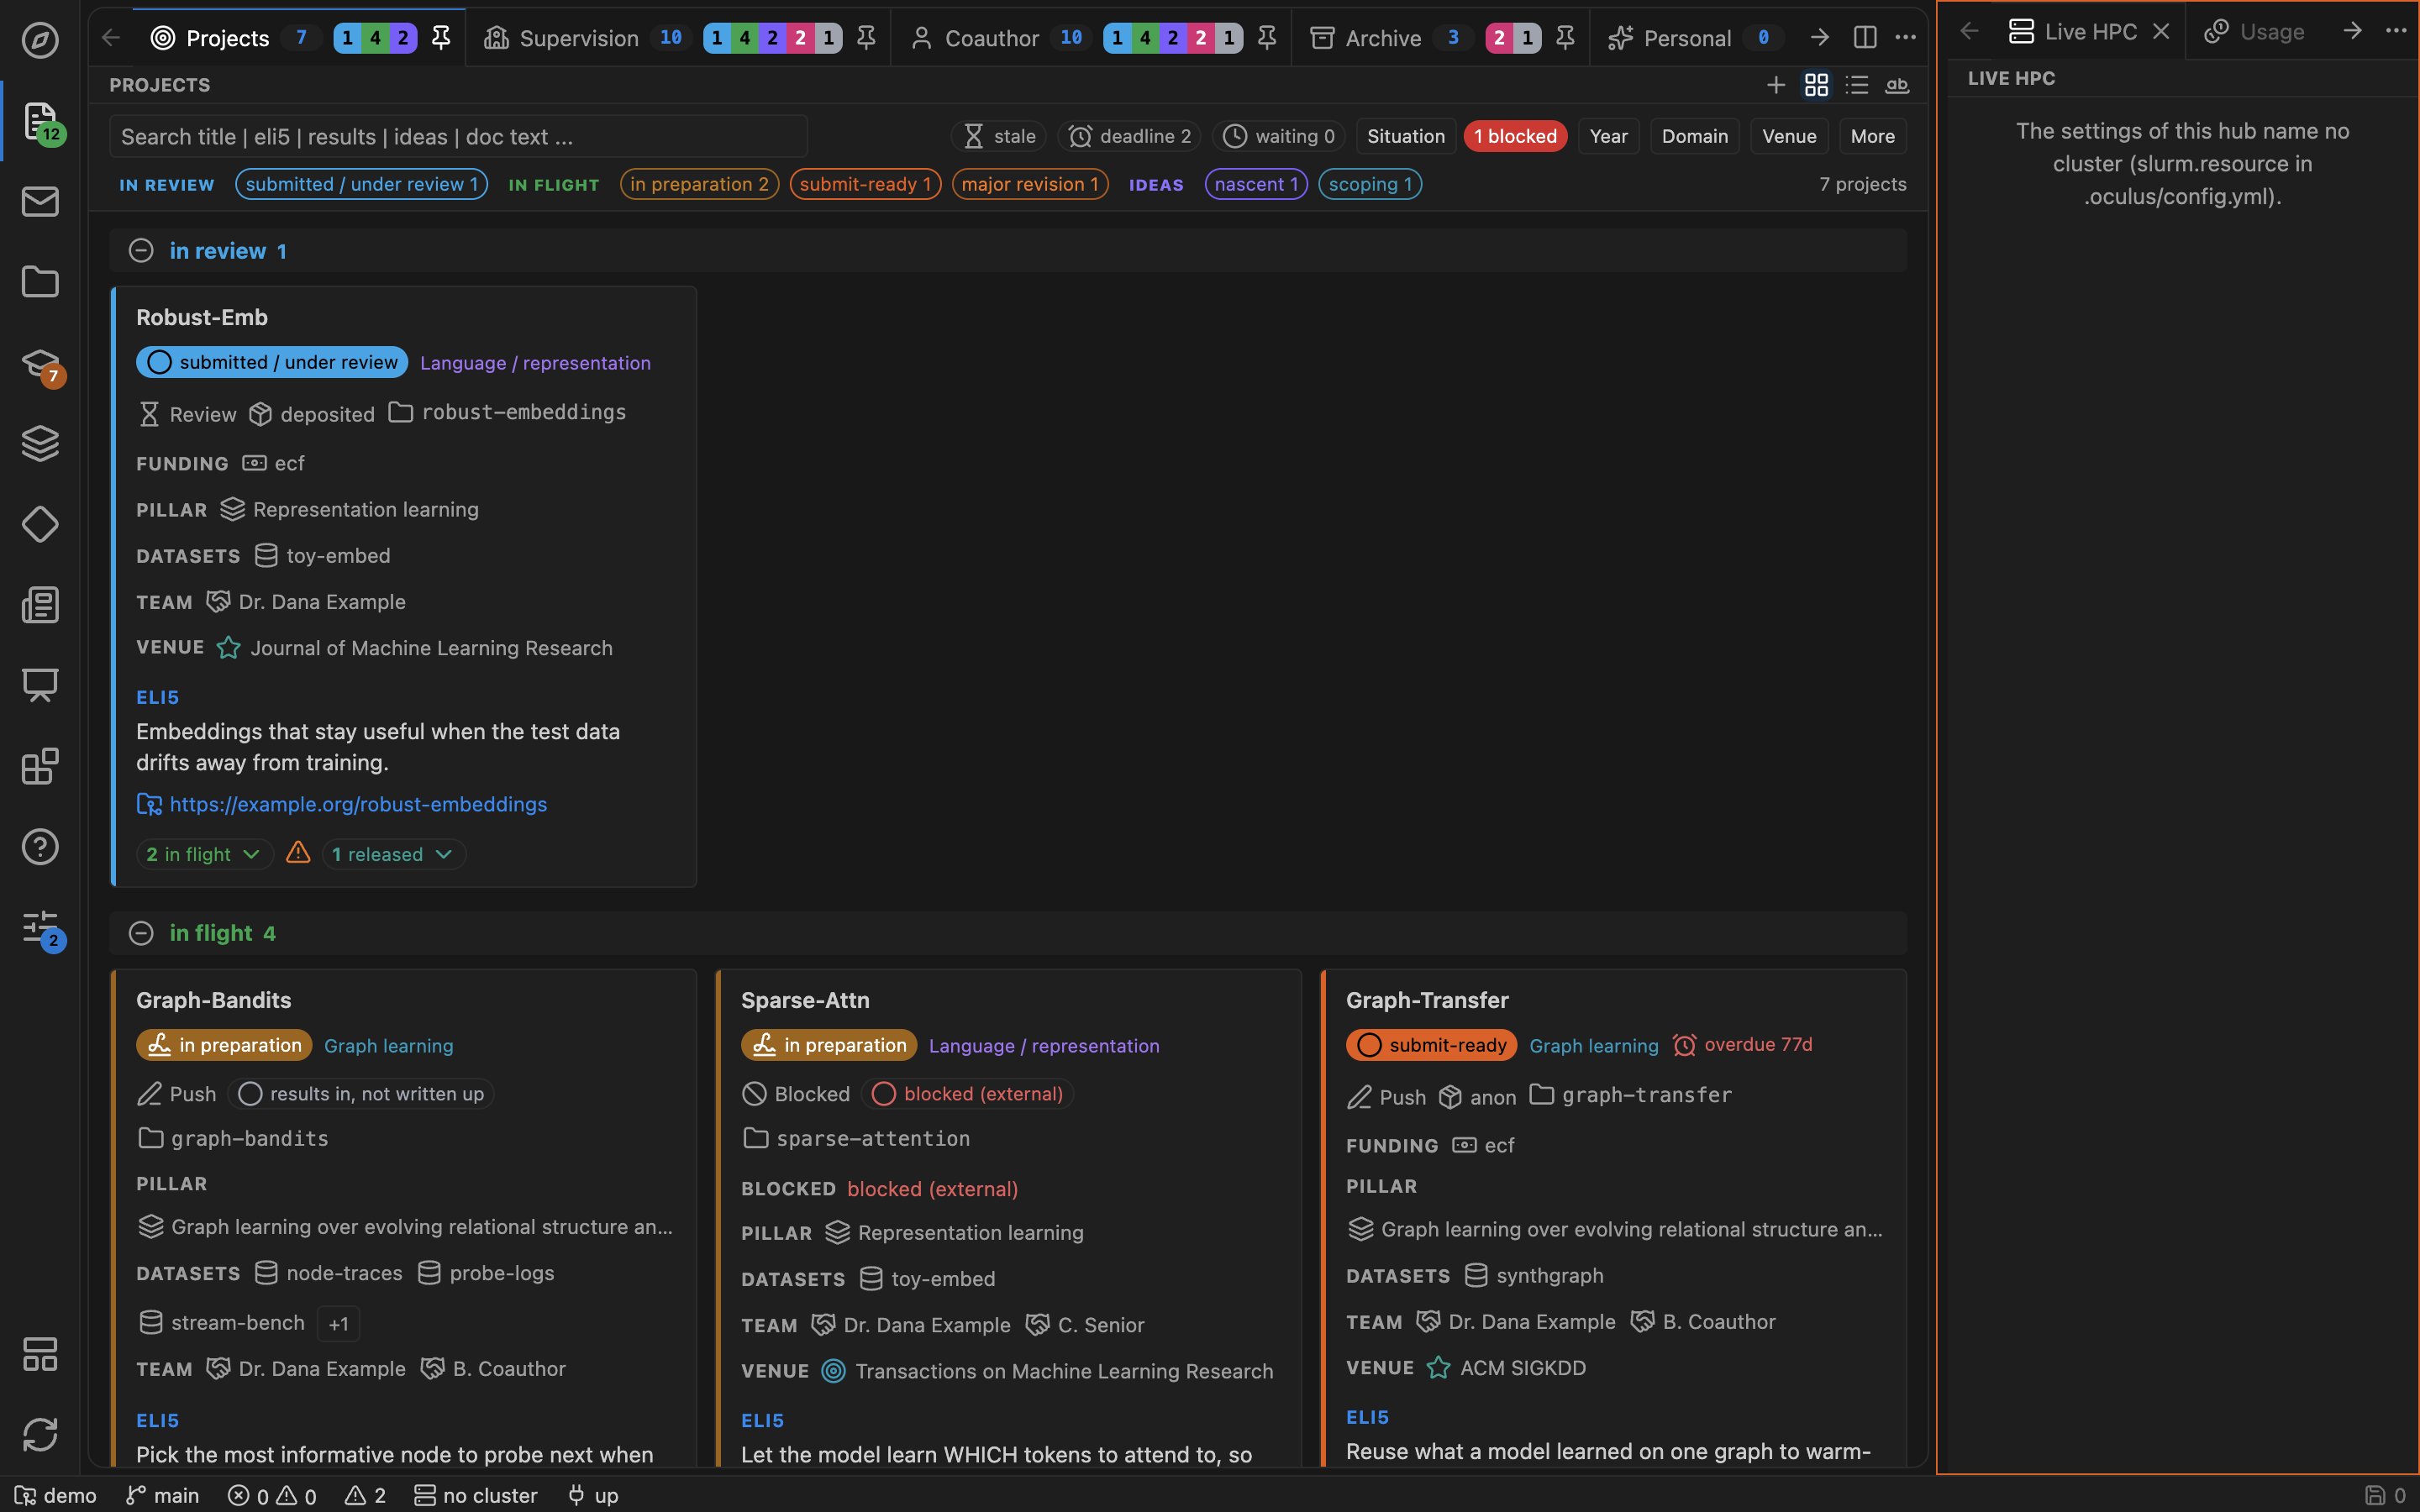 Projects 7 1 4 2 Supervision 10 1 4 2 2 1 Coauthor 10 1 4 2 2 1 Archive 3 2 1 Personal 0
Live HPC Usage
PROJECTS
LIVE HPC
Search title | eli5 | results | ideas | doc text ...
stale deadline 2 waiting 0 Situation 1 blocked Year Domain Venue More
IN REVIEW submitted / under review 1 IN FLIGHT in preparation 2 submit-ready 1 major revision 1 IDEAS nascent 1 scoping 1 7 projects
The settings of this hub name no
cluster (slurm.resource in
.oculus/config.yml).
12
7
2
in review 1
Robust-Emb
submitted / under review Language / representation
Review deposited robust-embeddings
FUNDING ecf
PILLAR Representation learning
DATASETS toy-embed
TEAM Dr. Dana Example
VENUE Journal of Machine Learning Research
ELI5
Embeddings that stay useful when the test data
drifts away from training.
https://example.org/robust-embeddings
2 in flight 1 released
in flight 4
Graph-Bandits
in preparation Graph learning
Push results in, not written up
graph-bandits
PILLAR
Graph learning over evolving relational structure an...
DATASETS node-traces probe-logs
stream-bench +1
TEAM Dr. Dana Example B. Coauthor
ELI5
Pick the most informative node to probe next when
Sparse-Attn
in preparation Language / representation
Blocked blocked (external)
sparse-attention
BLOCKED blocked (external)
PILLAR Representation learning
DATASETS toy-embed
TEAM Dr. Dana Example C. Senior
VENUE Transactions on Machine Learning Research
ELI5
Let the model learn WHICH tokens to attend to, so
Graph-Transfer
submit-ready Graph learning overdue 77d
Push anon graph-transfer
FUNDING ecf
PILLAR
Graph learning over evolving relational structure an...
DATASETS synthgraph
TEAM Dr. Dana Example B. Coauthor
VENUE ACM SIGKDD
ELI5
Reuse what a model learned on one graph to warm-
demo main 0 0 2 no cluster up 0